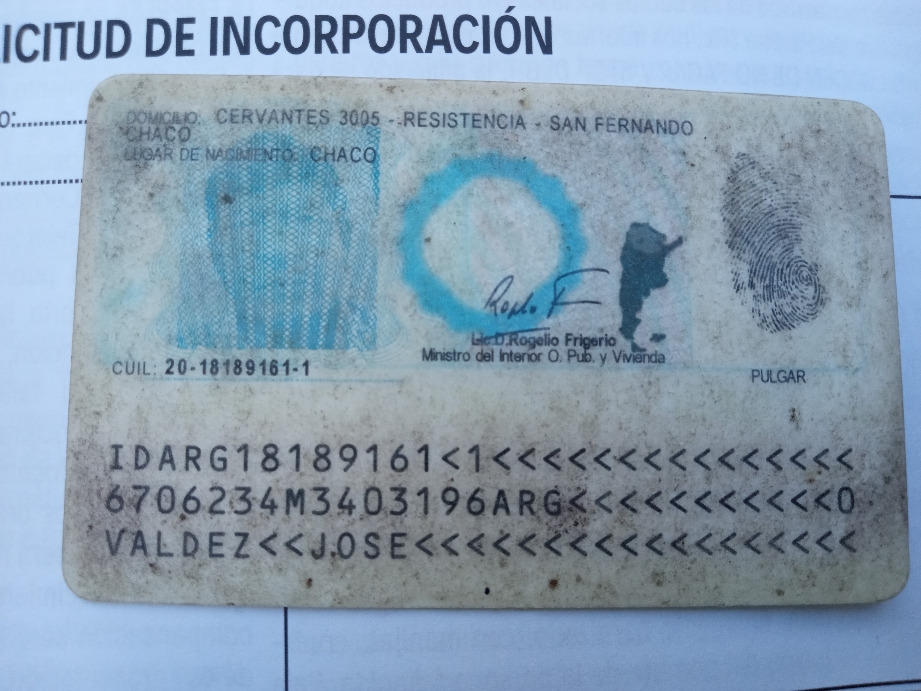 ICITUD DE INCORPORACIÓN
o:
DOMICILIO: CERVANTES 3005 - RESISTENCIA - SAN FERNANDO
CHACO
LUGAR DE NACIMIENTO: CHACO
Lic.D.Rogelio Frigerio
Ministro del Interior O. Pub. y Vivienda
CUIL: 20-18189161-1
PULGAR
IDARG18189161<1<<<<<<<<<<<<<<<
6706234M3403196ARG<<<<<<<<<<<0
VALDEZ<<JOSE<<<<<<<<<<<<<<<<<<